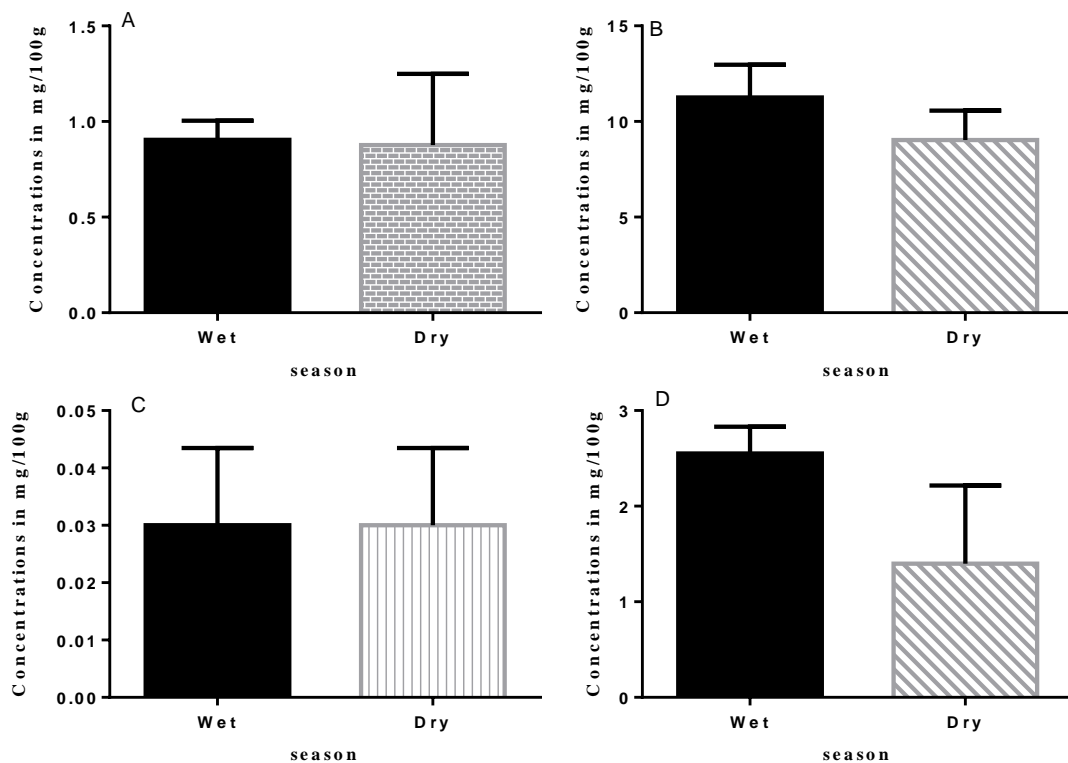 A
Concentrations in mg/100g
1.5
1.0
0.5
0.0
Wet Dry
season
B
Concentrations in mg/100g
15
10
5
0
Wet Dry
season
C
Concentrations in mg/100g
0.05
0.04
0.03
0.02
0.01
0.00
Wet Dry
season
D
Concentrations in mg/100g
3
2
1
0
Wet Dry
season